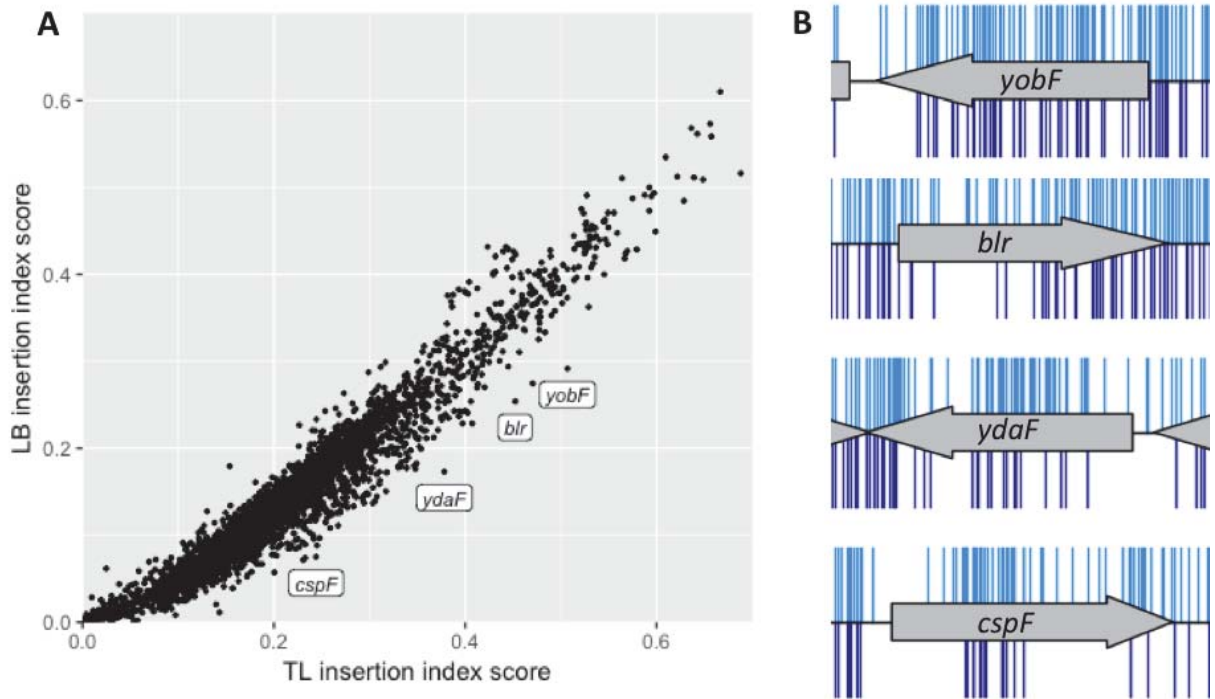 A
LB insertion index score
0.6
0.4
0.2
0.0
yobF
blr
ydaF
cspF
0.0 0.2 0.4 0.6
TL insertion index score
B
yobF
blr
ydaF
cspF